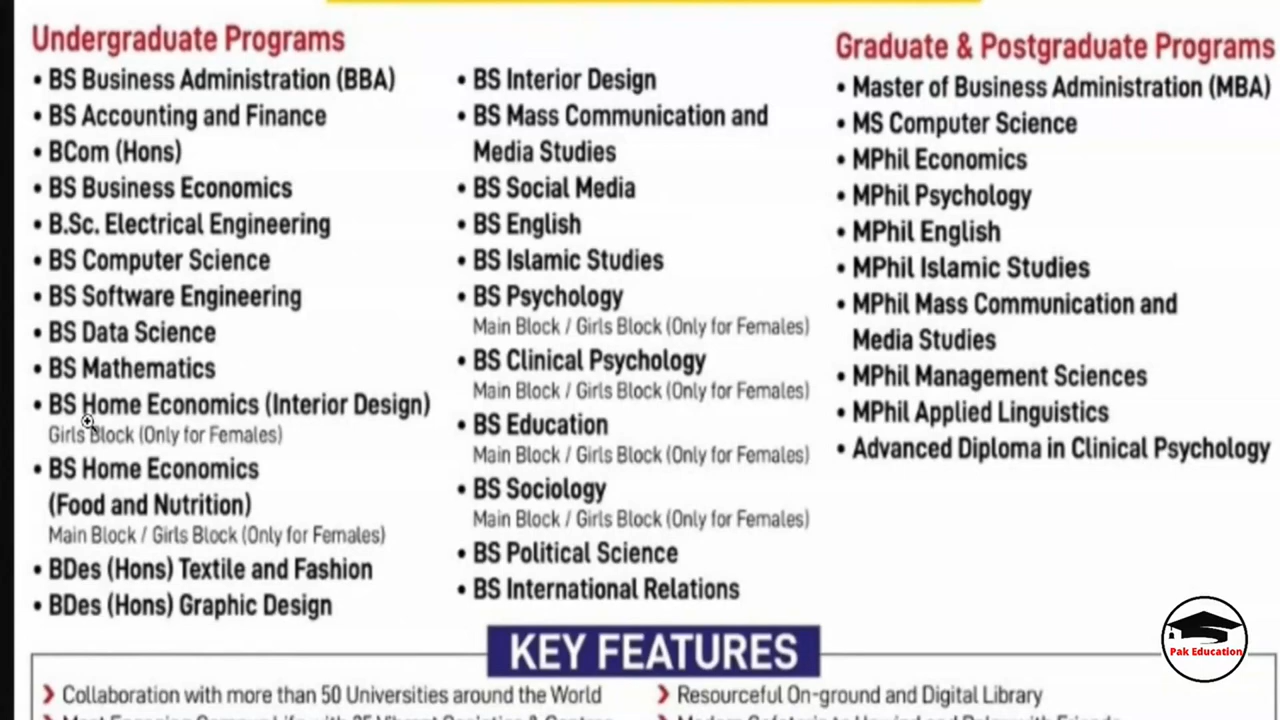 Undergraduate Programs
• BS Business Administration (BBA)
• BS Accounting and Finance
• BCom (Hons)
• BS Business Economics
• B.Sc. Electrical Engineering
• BS Computer Science
• BS Software Engineering
• BS Data Science
• BS Mathematics
• BS Home Economics (Interior Design)
Girls Block (Only for Females)
• BS Home Economics
(Food and Nutrition)
Main Block / Girls Block (Only for Females)
• BDes (Hons) Textile and Fashion
• BDes (Hons) Graphic Design
• BS Interior Design
• BS Mass Communication and
Media Studies
• BS Social Media
• BS English
• BS Islamic Studies
• BS Psychology
Main Block / Girls Block (Only for Females)
• BS Clinical Psychology
Main Block / Girls Block (Only for Females)
• BS Education
Main Block / Girls Block (Only for Females)
• BS Sociology
Main Block / Girls Block (Only for Females)
• BS Political Science
• BS International Relations
Graduate & Postgraduate Programs
• Master of Business Administration (MBA)
• MS Computer Science
• MPhil Economics
• MPhil Psychology
• MPhil English
• MPhil Islamic Studies
• MPhil Mass Communication and
Media Studies
• MPhil Management Sciences
• MPhil Applied Linguistics
• Advanced Diploma in Clinical Psychology
Pak Education
KEY FEATURES
Collaboration with more than 50 Universities around the World
Resourceful On-ground and Digital Library